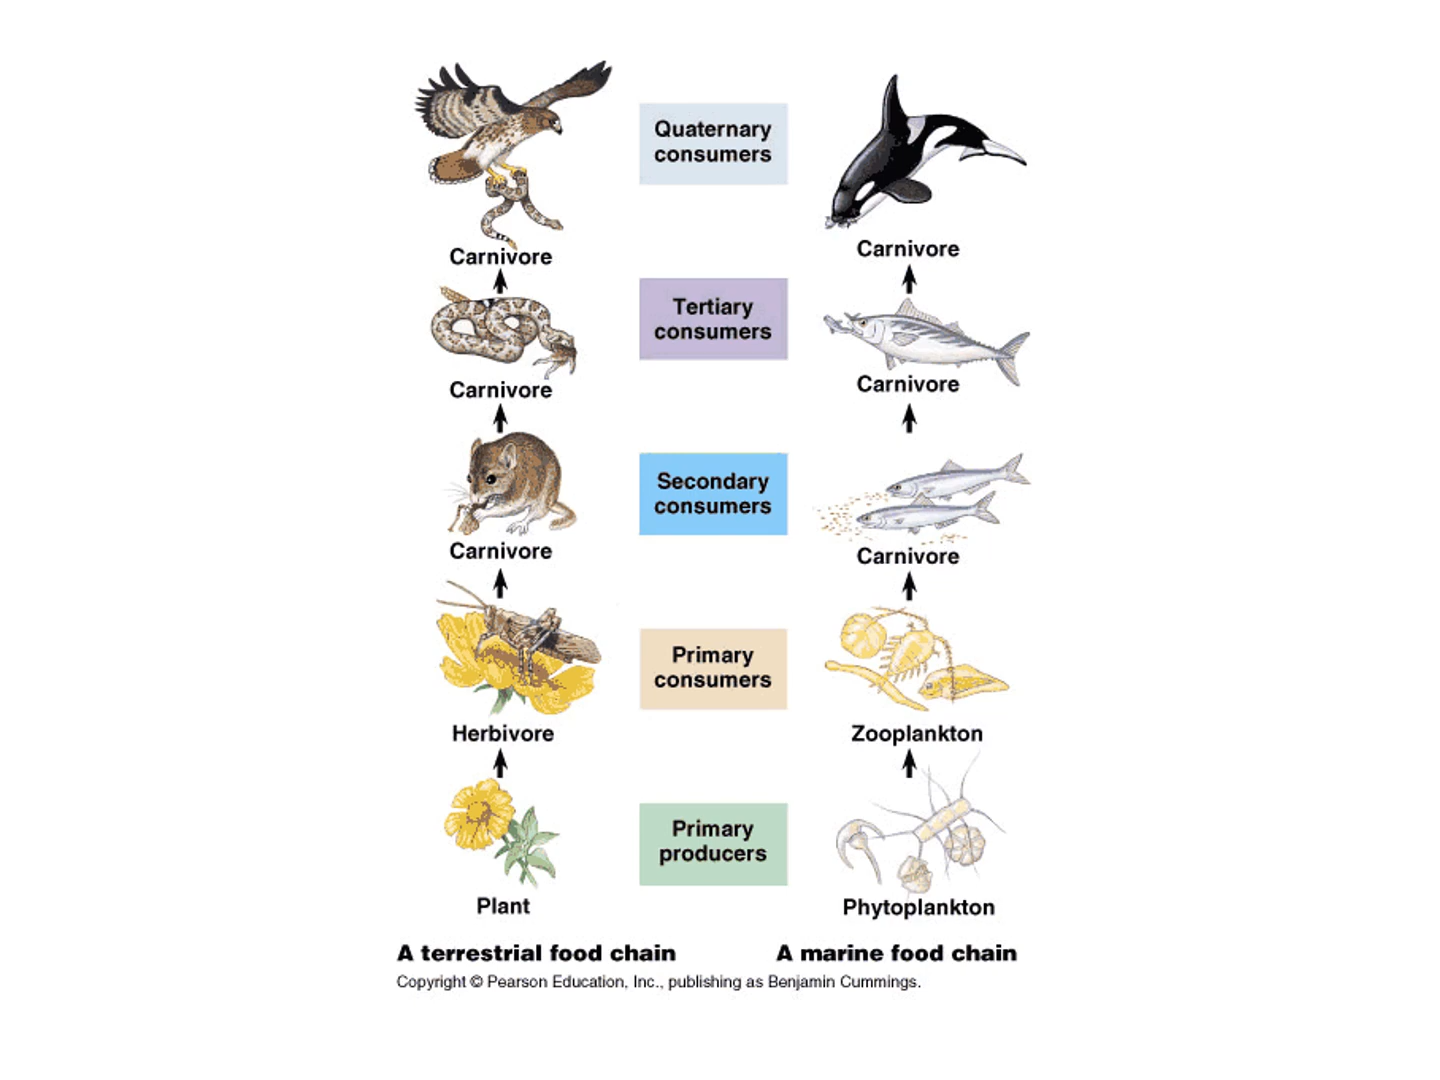 Quaternary
consumers
Carnivore
Carnivore
Tertiary
consumers
Carnivore
Carnivore
Secondary
consumers
Carnivore
Carnivore
Primary
consumers
Herbivore
Zooplankton
Primary
producers
Plant
Phytoplankton
A terrestrial food chain
A marine food chain
Copyright © Pearson Education, Inc., publishing as Benjamin Cummings.